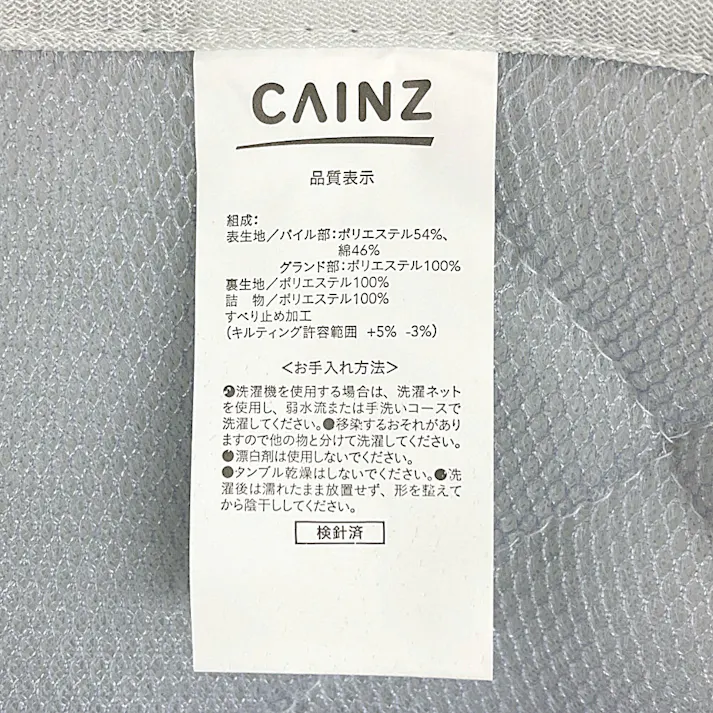 CAINZ
品質表示
組成：
表生地／パイル部：ポリエステル54%、
綿46%
グランド部：ポリエステル100%
裏生地／ポリエステル100%
詰　物／ポリエステル100%
すべり止め加工
(キルティング許容範囲　+5%　-3%)
＜お手入れ方法＞
●洗濯機を使用する場合は、洗濯ネット
を使用し、弱水流または手洗いコースで
洗濯してください。●移染するおそれがあり
ますので他の物と分けて洗濯してください。
●漂白剤は使用しないでください。
●タンブル乾燥はしないでください。●洗
濯後は濡れたまま放置せず、形を整えて
から陰干ししてください。
検針済